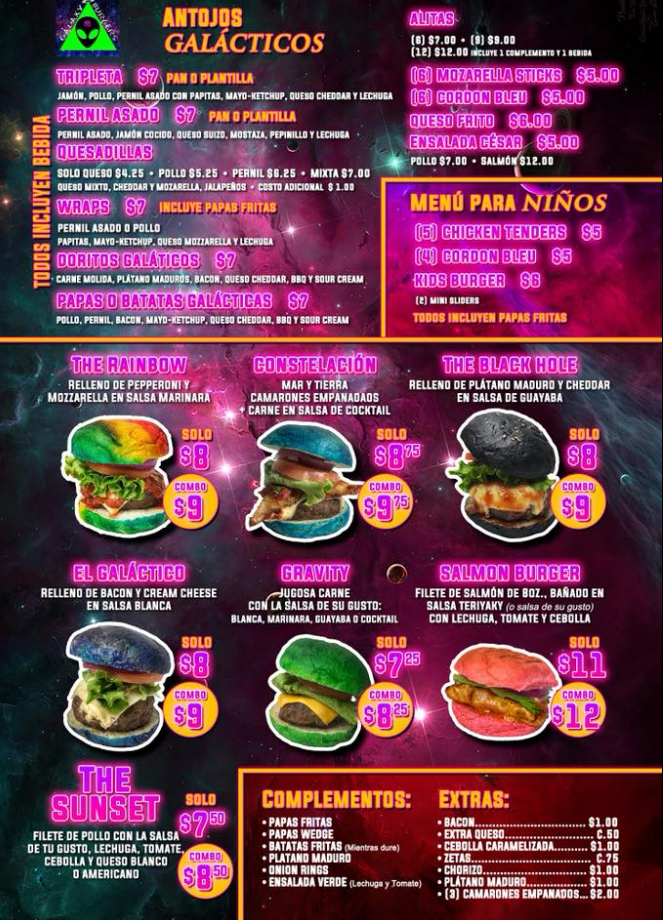 GALAXY BURGERS
ANTOJOS
GALÁCTICOS
TODOS INCLUYEN BEBIDA
TRIPLETA $7 PAN O PLANTILLA
JAMÓN, POLLO, PERNIL ASADO CON PAPITAS, MAYO-KETCHUP, QUESO CHEDDAR Y LECHUGA
PERNIL ASADO $7 PAN O PLANTILLA
PERNIL ASADO, JAMÓN COCIDO, QUESO SUIZO, MOSTAZA, PEPINILLO Y LECHUGA
QUESADILLAS
SOLO QUESO $4.25 • POLLO $5.25 • PERNIL $6.25 • MIXTA $7.00
QUESO MIXTO, CHEDDAR Y MOZARELLA, JALAPEÑOS • COSTO ADICIONAL $ 1.00
WRAPS $7 INCLUYE PAPAS FRITAS
PERNIL ASADO O POLLO
PAPITAS, MAYO-KETCHUP, QUESO MOZZARELLA Y LECHUGA
DORITOS GALÁTICOS $7
CARNE MOLIDA, PLÁTANO MADUROS, BACON, QUESO CHEDDAR, BBQ Y SOUR CREAM
PAPAS O BATATAS GALÁCTICAS $7
POLLO, PERNIL, BACON, MAYO-KETCHUP, QUESO CHEDDAR, BBQ Y SOUR CREAM
ALITAS
(6) $7.00 • (9) $9.00
(12) $12.00 INCLUYE 1 COMPLEMENTO Y 1 BEBIDA
(6) MOZARELLA STICKS $5.00
(6) CORDON BLEU $5.00
QUESO FRITO $6.00
ENSALADA CÉSAR $5.00
POLLO $7.00 • SALMÓN $12.00
MENÚ PARA NIÑOS
(5) CHICKEN TENDERS $5
(4) CORDON BLEU $5
KIDS BURGER $6
(2) MINI SLIDERS
TODOS INCLUYEN PAPAS FRITAS
THE RAINBOW
RELLENO DE PEPPERONI Y
MOZZARELLA EN SALSA MARINARA
SOLO
$8
COMBO
$9
CONSTELACIÓN
MAR Y TIERRA
CAMARONES EMPANADAOS
+ CARNE EN SALSA DE COCKTAIL
SOLO
$8.75
COMBO
$9.75
THE BLACK HOLE
RELLENO DE PLÁTANO MADURO Y CHEDDAR
EN SALSA DE GUAYABA
SOLO
$8
COMBO
$9
EL GALÁCTICO
RELLENO DE BACON Y CREAM CHEESE
EN SALSA BLANCA
SOLO
$8
COMBO
$9
GRAVITY
JUGOSA CARNE
CON LA SALSA DE SU GUSTO:
BLANCA, MARINARA, GUAYABA O COCKTAIL
SOLO
$7.25
COMBO
$8.25
SALMON BURGER
FILETE DE SALMÓN DE 8OZ., BAÑADO EN
SALSA TERIYAKY (o salsa de su gusto)
CON LECHUGA, TOMATE Y CEBOLLA
SOLO
$11
COMBO
$12
THE
SUNSET
FILETE DE POLLO CON LA SALSA
DE TU GUSTO, LECHUGA, TOMATE,
CEBOLLA Y QUESO BLANCO
O AMERICANO
SOLO
$7.50
COMBO
$8.50
COMPLEMENTOS:
• PAPAS FRITAS
• PAPAS WEDGE
• BATATAS FRITAS (Mientras dure)
• PLATANO MADURO
• ONION RINGS
• ENSALADA VERDE (Lechuga y Tomate)
EXTRAS:
• BACON.............................. $1.00
• EXTRA QUESO...................... ¢.50
• CEBOLLA CARAMELIZADA...... $1.00
• ZETAS................................ ¢.75
• CHORIZO............................ $1.00
• PLÁTANO MADURO................ $1.00
• (3) CAMARONES EMPANADOS... $2.00